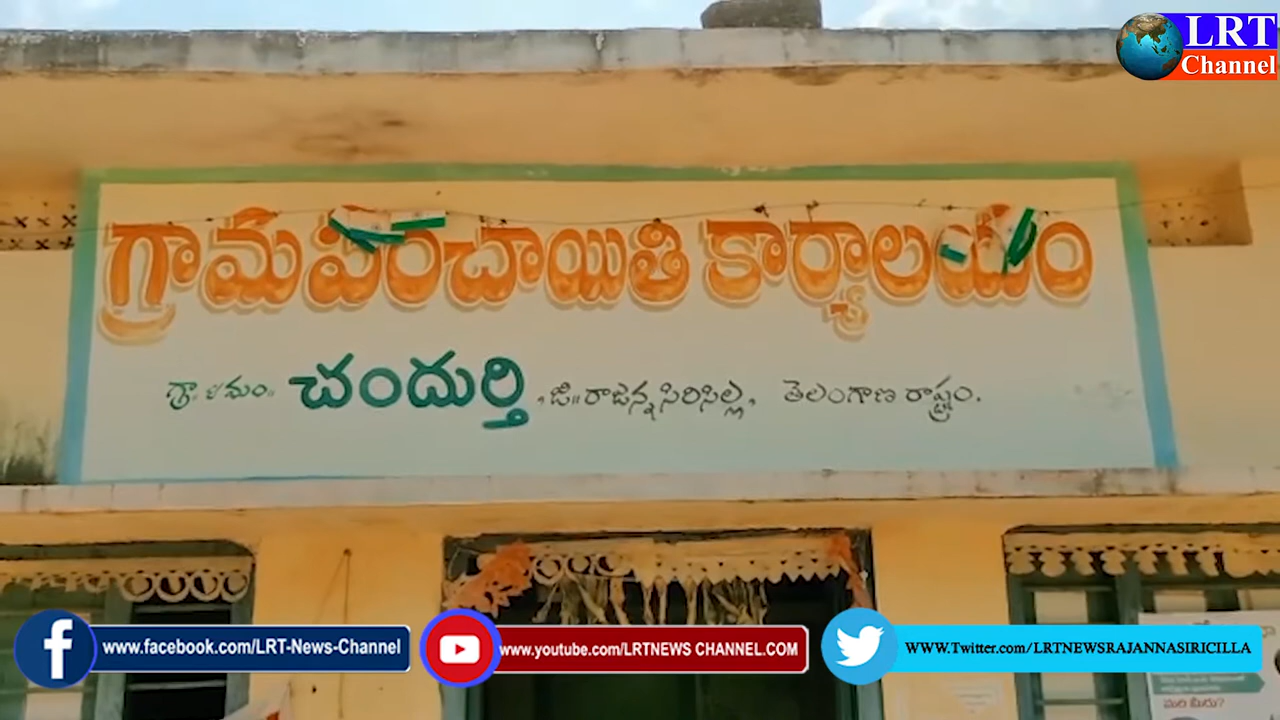 LRT
Channel
గ్రామపంచాయితి కార్యాలయం
గ్రా॥ మం॥ చందుర్తి, జి॥రాజన్నసిరిసిల్ల, తెలంగాణ రాష్ట్రం.
www.facebook.com/LRT-News-Channel
www.youtube.com/LRTNEWS CHANNEL.COM
WWW.Twitter.com/LRTNEWSRAJANNASIRICILLA
మరి మీరు?